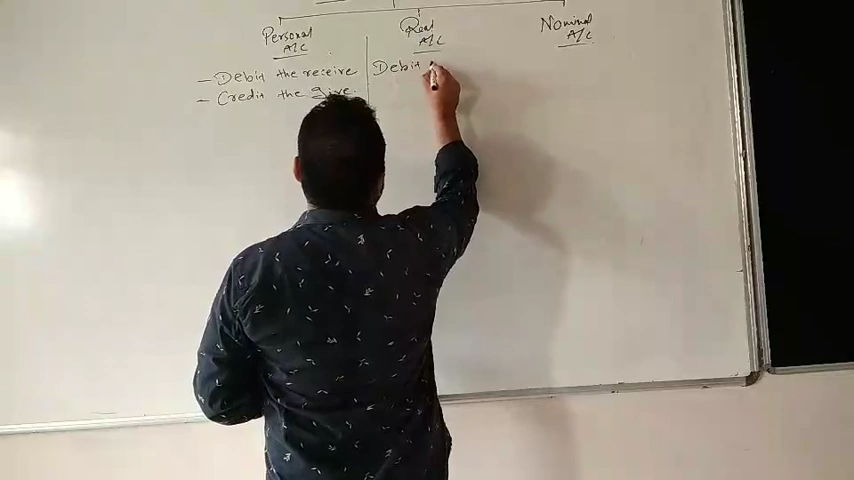 Personal
A/C
Real
A/C
Nominal
A/C
– Debit the receive
– Credit the give.
Debit